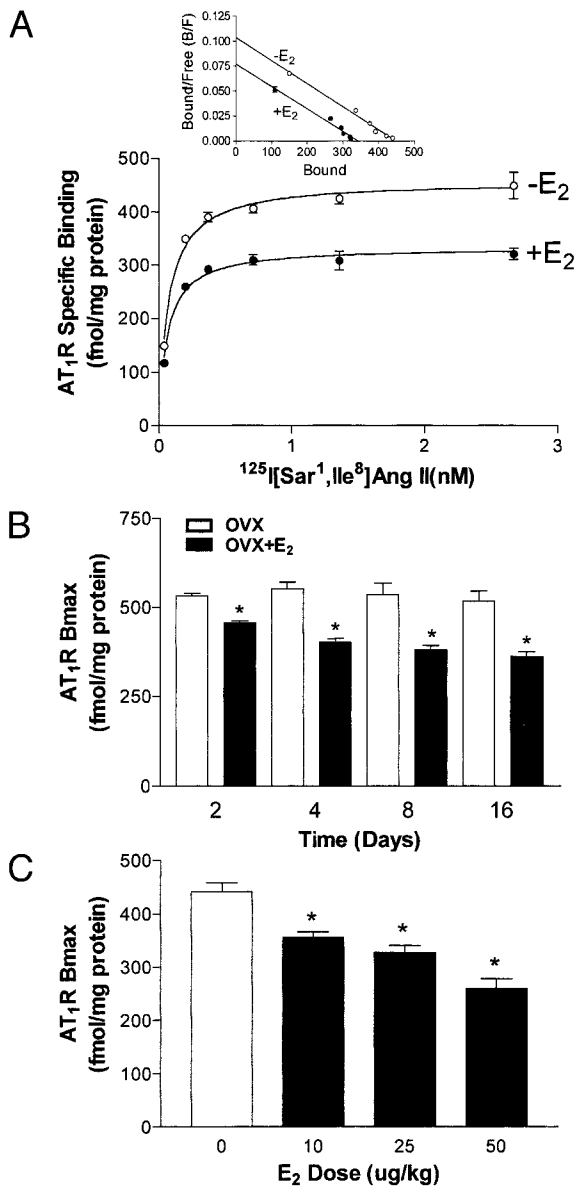 A
Bound/Free (B/F)
0.125
0.100
0.075
0.050
0.025
0.000
-E₂
+E₂
0 100 200 300 400 500
Bound
AT₁R Specific Binding
(fmol/mg protein)
500
400
300
200
100
0
-E₂
+E₂
0 1 2 3
¹²⁵I[Sar¹,Ile⁸]Ang II(nM)
B
AT₁R Bmax
(fmol/mg protein)
750
500
250
0
OVX
OVX+E₂
* * * *
2 4 8 16
Time (Days)
C
AT₁R Bmax
(fmol/mg protein)
500
400
300
200
100
0
* * *
0 10 25 50
E₂ Dose (ug/kg)